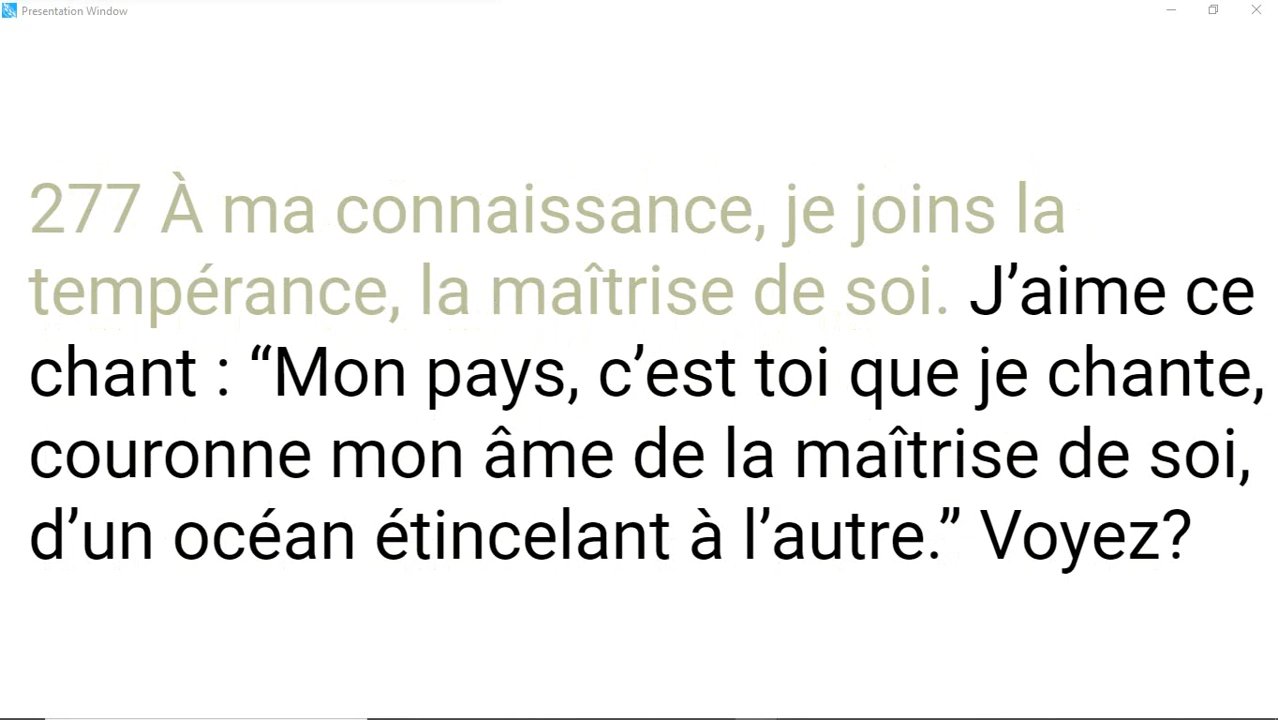 Presentation Window
277 À ma connaissance, je joins la
tempérance, la maîtrise de soi. J’aime ce
chant : “Mon pays, c’est toi que je chante,
couronne mon âme de la maîtrise de soi,
d’un océan étincelant à l’autre.” Voyez?